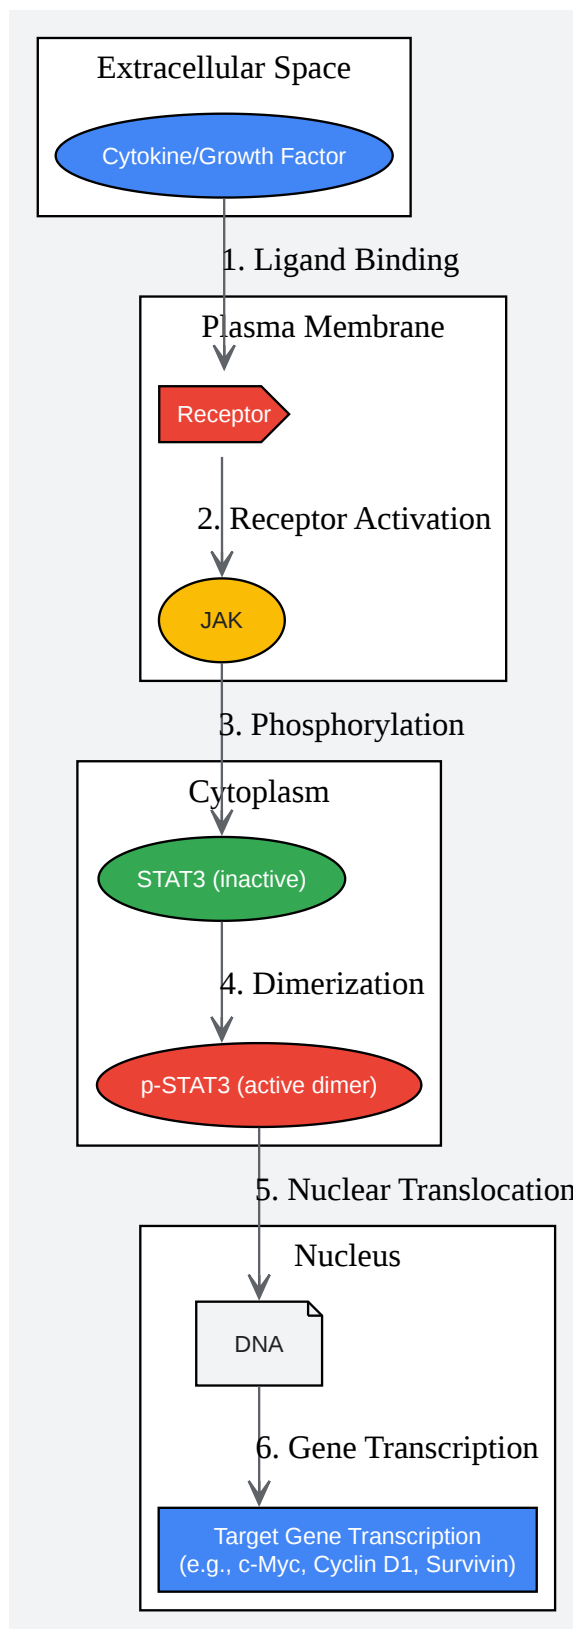 Extracellular Space
Cytokine/Growth Factor
1. Ligand Binding
Plasma Membrane
Receptor
2. Receptor Activation
JAK
3. Phosphorylation
Cytoplasm
STAT3 (inactive)
4. Dimerization
p-STAT3 (active dimer)
5. Nuclear Translocation
Nucleus
DNA
6. Gene Transcription
Target Gene Transcription
(e.g., c-Myc, Cyclin D1, Survivin)